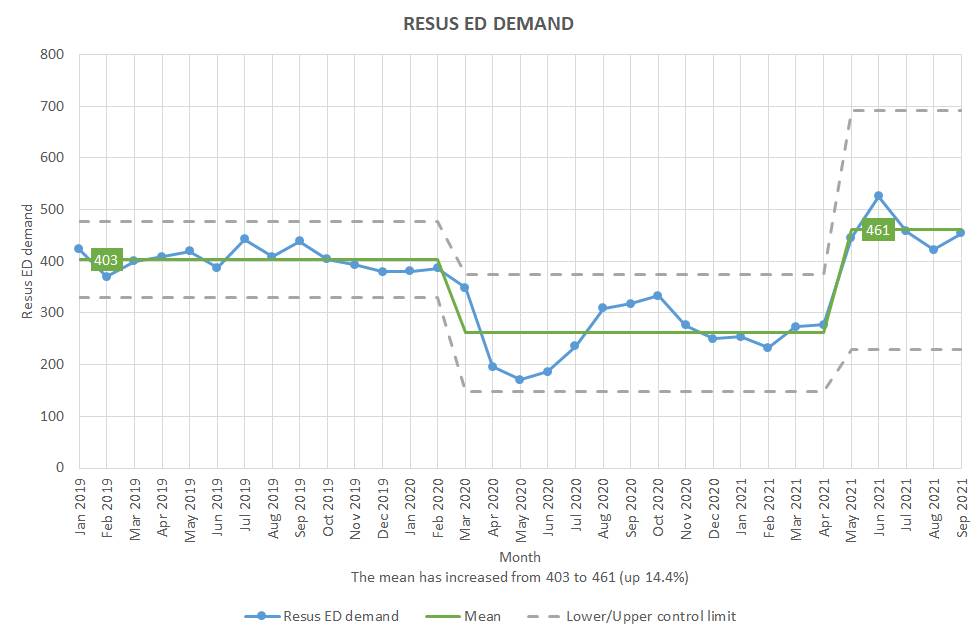 RESUS ED DEMAND
800
700
600
500
400
300
200
100
0
Resus ED demand
403
461
Jan 2019
Feb 2019
Mar 2019
Apr 2019
May 2019
Jun 2019
Jul 2019
Aug 2019
Sep 2019
Oct 2019
Nov 2019
Dec 2019
Jan 2020
Feb 2020
Mar 2020
Apr 2020
May 2020
Jun 2020
Jul 2020
Aug 2020
Sep 2020
Oct 2020
Nov 2020
Dec 2020
Jan 2021
Feb 2021
Mar 2021
Apr 2021
May 2021
Jun 2021
Jul 2021
Aug 2021
Sep 2021
Month
The mean has increased from 403 to 461 (up 14.4%)
Resus ED demand Mean Lower/Upper control limit